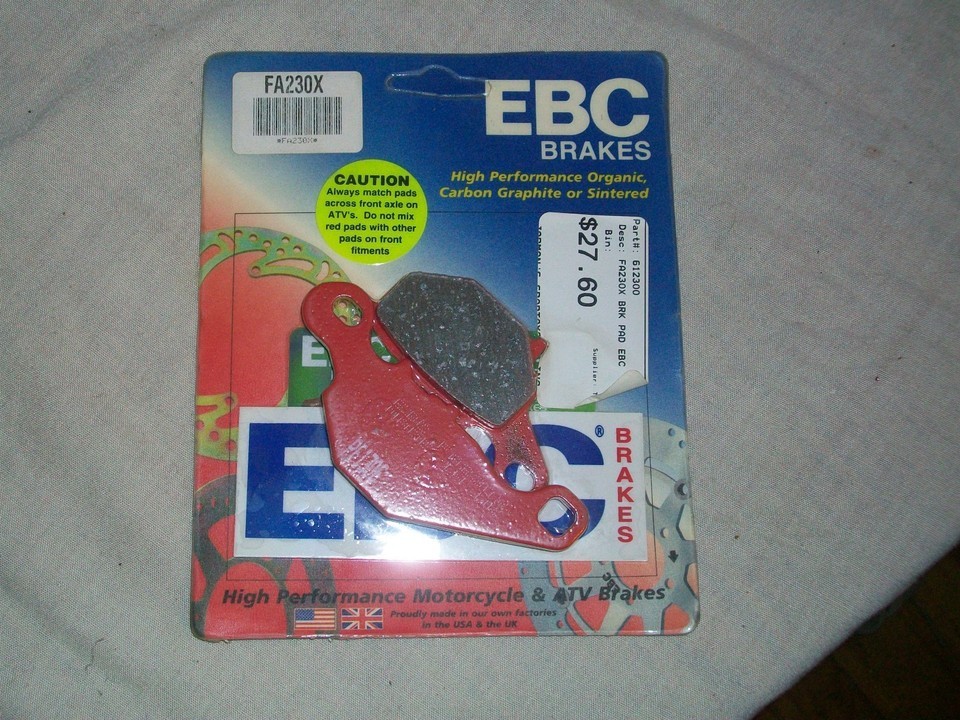 FA230X
*FA230X*
EBC
BRAKES
High Performance Organic,
Carbon Graphite or Sintered
CAUTION
Always match pads
across front axle on
ATV's. Do not mix
red pads with other
pads on front
fitments
Part#: 612300
Desc: FA230X BRK PAD EBC
Bin:
$27.60
Supplier:
E
EBC®
BRAKES
High Performance Motorcycle & ATV Brakes
Proudly made in our own factories
in the USA & the UK